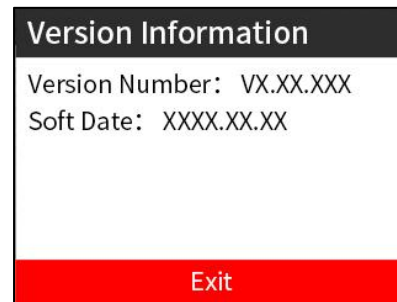 Version Information
Version Number： VX.XX.XXX
Soft Date： XXXX.XX.XX
Exit